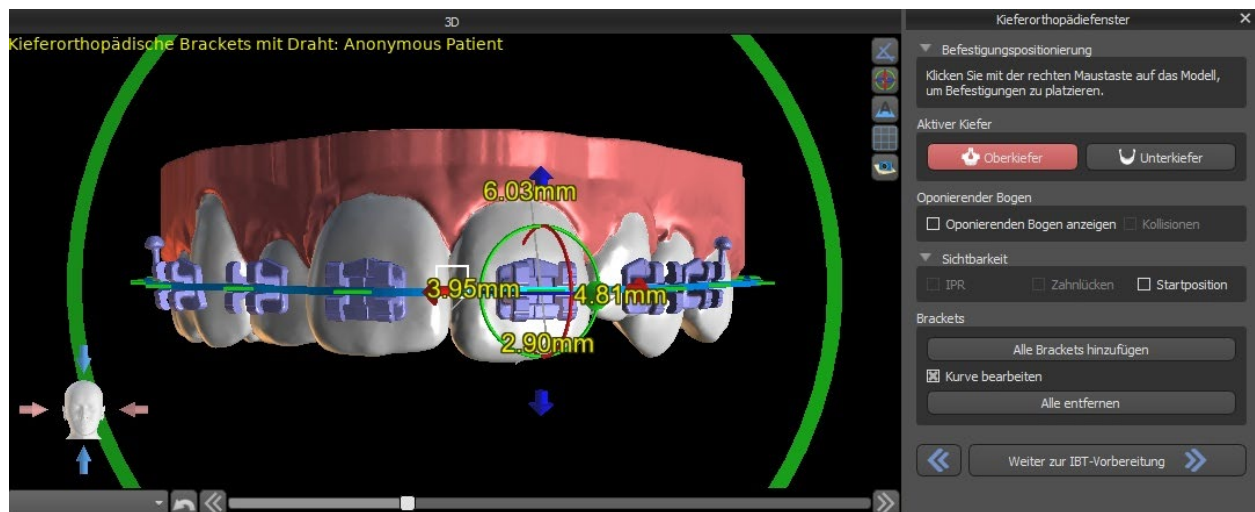 3D
Kieferorthopädische Brackets mit Draht: Anonymous Patient
6.03mm
3.95mm
4.81mm
2.90mm
Kieferorthopädiefenster
Befestigungspositionierung
Klicken Sie mit der rechten Maustaste auf das Modell,
um Befestigungen zu platzieren.
Aktiver Kiefer
Oberkiefer Unterkiefer
Oponierender Bogen
Oponierenden Bogen anzeigen Kollisionen
Sichtbarkeit
IPR Zahnlücken Startposition
Brackets
Alle Brackets hinzufügen
Kurve bearbeiten
Alle entfernen
Weiter zur IBT-Vorbereitung